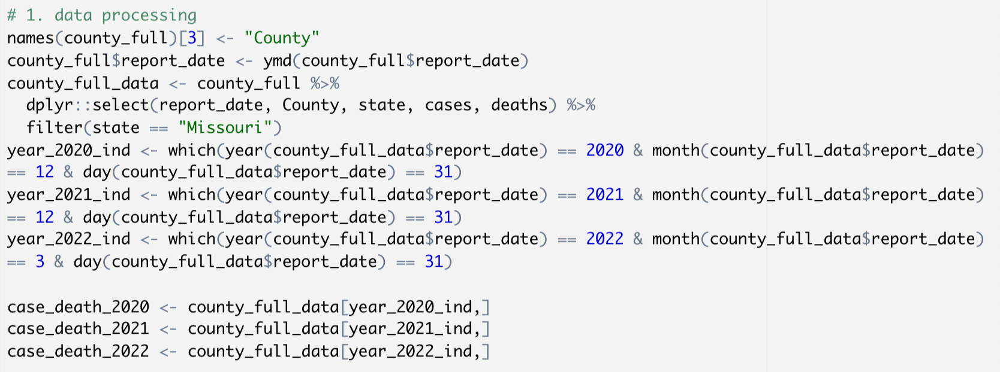 # 1. data processing
names(county_full)[3] <- "County"
county_full$report_date <- ymd(county_full$report_date)
county_full_data <- county_full %>%
  dplyr::select(report_date, County, state, cases, deaths) %>%
  filter(state == "Missouri")
year_2020_ind <- which(year(county_full_data$report_date) == 2020 & month(county_full_data$report_date)
== 12 & day(county_full_data$report_date) == 31)
year_2021_ind <- which(year(county_full_data$report_date) == 2021 & month(county_full_data$report_date)
== 12 & day(county_full_data$report_date) == 31)
year_2022_ind <- which(year(county_full_data$report_date) == 2022 & month(county_full_data$report_date)
== 3 & day(county_full_data$report_date) == 31)

case_death_2020 <- county_full_data[year_2020_ind,]
case_death_2021 <- county_full_data[year_2021_ind,]
case_death_2022 <- county_full_data[year_2022_ind,]